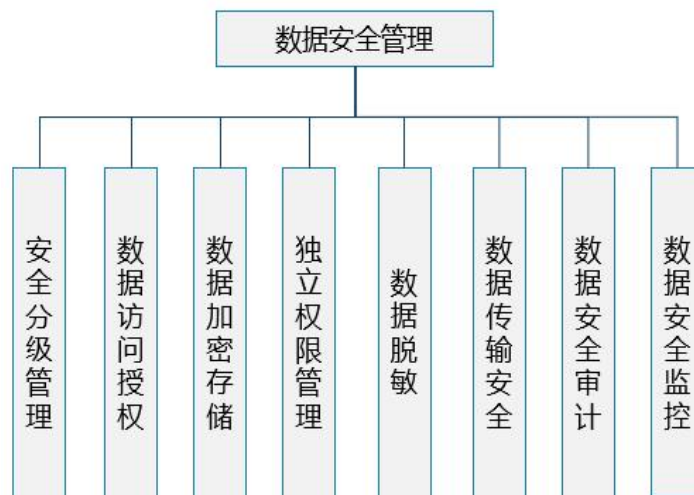 数据安全管理
安全分级管理
数据访问授权
数据加密存储
独立权限管理
数据脱敏
数据传输安全
数据安全审计
数据安全监控